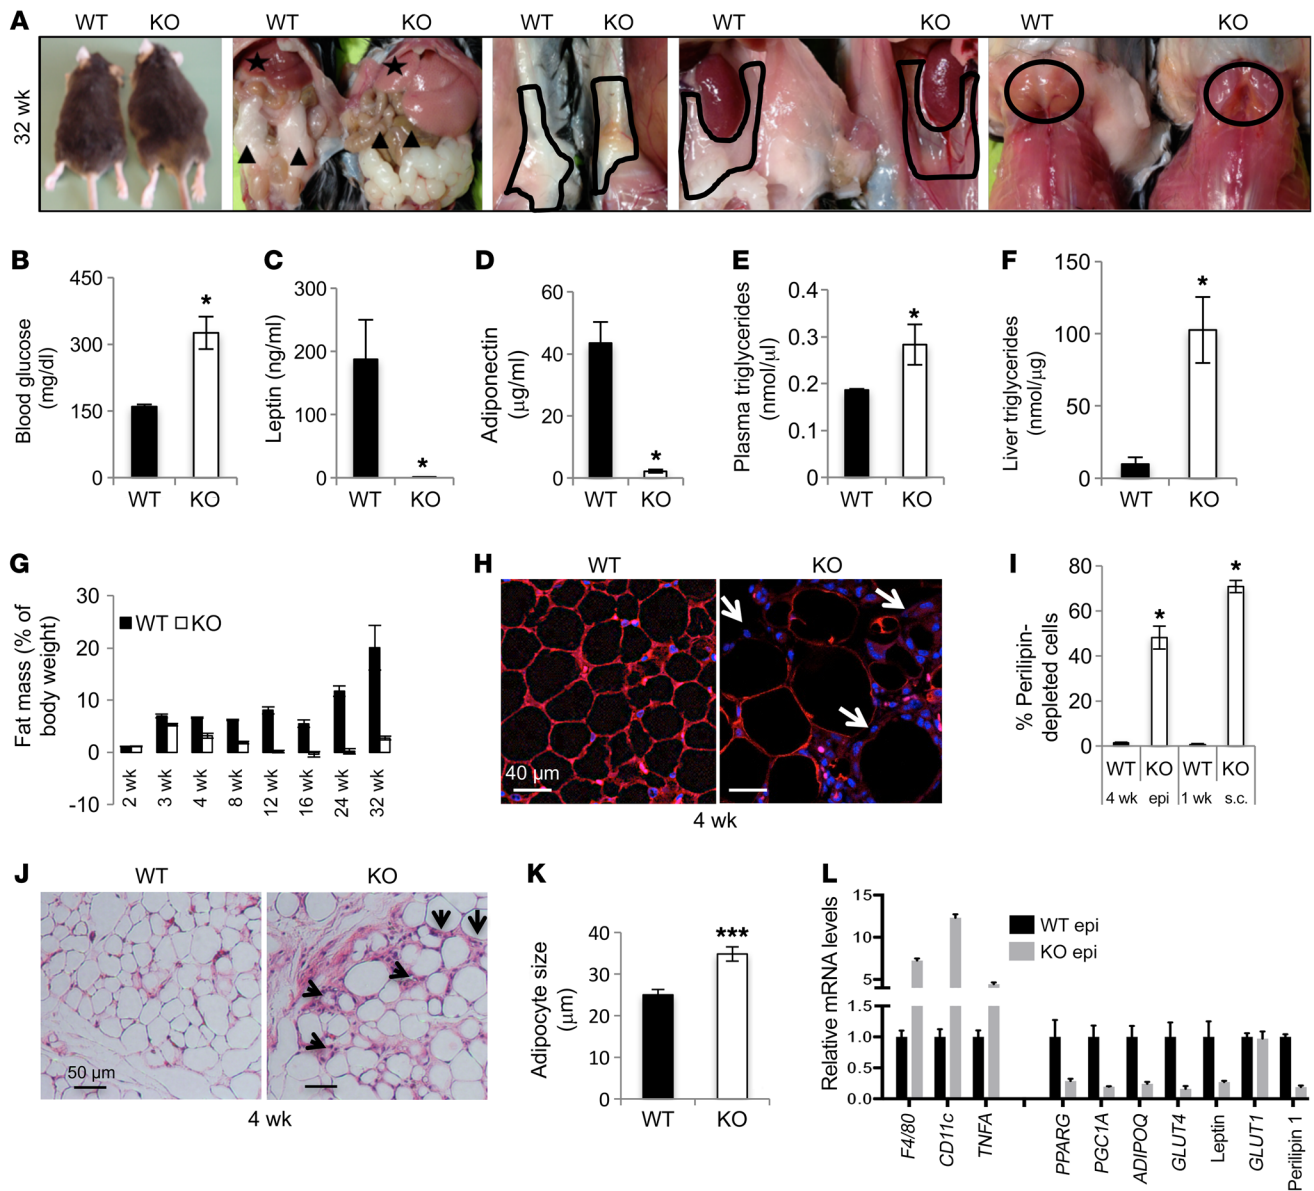 A WT KO WT KO WT KO WT KO WT KO
32 wk
B
Blood glucose
(mg/dl)
450
300
150
0
*
WT KO
C
Leptin (ng/ml)
300
200
100
0
*
WT KO
D
Adiponectin
(μg/ml)
60
40
20
0
*
WT KO
E
Plasma triglycerides
(nmol/μl)
0.4
0.3
0.2
0.1
0
*
WT KO
F
Liver triglycerides
(nmol/μg)
150
100
50
0
*
WT KO
G
Fat mass (% of
body weight)
30
20
10
0
-10
WT KO
2 wk
3 wk
4 wk
8 wk
12 wk
16 wk
24 wk
32 wk
H
WT KO
40 μm
4 wk
I
% Perilipin-
depleted cells
80
60
40
20
0
*
*
WT KO WT KO
4 wk epi 1 wk s.c.
J
WT KO
50 μm
4 wk
K
Adipocyte size
(μm)
40
30
20
10
0
***
WT KO
L
Relative mRNA levels
15
10
5
1.5
1.0
0.5
0.0
WT epi
KO epi
F4/80
CD11c
TNFA
PPARG
PGC1A
ADIPOQ
GLUT4
Leptin
GLUT1
Perilipin 1